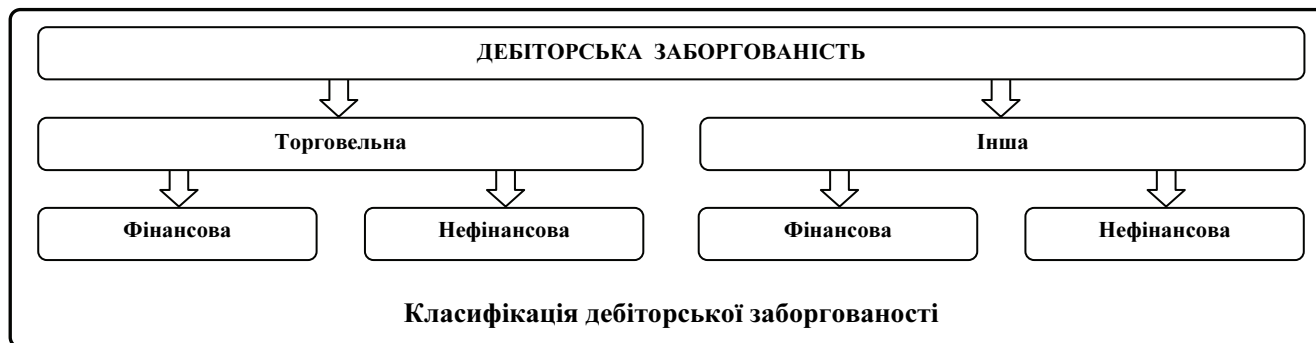 ДЕБІТОРСЬКА ЗАБОРГОВАНІСТЬ
Торговельна
Інша
Фінансова
Нефінансова
Фінансова
Нефінансова
Класифікація дебіторської заборгованості